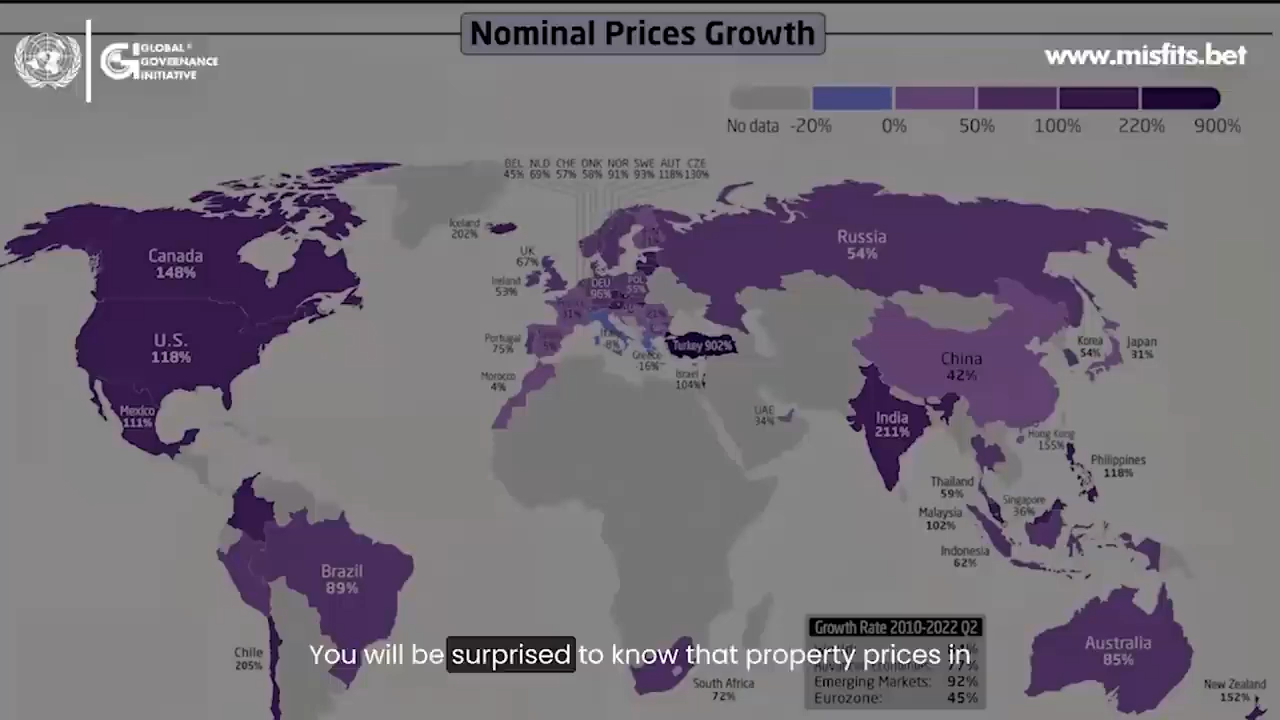 Nominal Prices Growth
GLOBAL
GOVERNANCE
INITIATIVE
www.misfits.bet
No data -20% 0% 50% 100% 220% 900%
BEL NLD CHE DNK NOR SWE AUT CZE
45% 69% 57% 58% 91% 93% 118% 130%
Iceland
202%
Canada
148%
Russia
54%
UK
67%
Ireland
53%
DEU
96%
POL
55%
31%
U.S.
118%
Portugal
75%
-8%
Greece
-16%
Turkey 902%
Israel
104%
Morocco
4%
China
42%
Korea
54%
Japan
31%
Mexico
111%
UAE
34%
India
211%
Hong Kong
155%
Philippines
118%
Thailand
59%
Singapore
36%
Malaysia
102%
Indonesia
62%
Brazil
89%
Chile
205%
South Africa
72%
Australia
85%
New Zealand
152%
Growth Rate 2010-2022 Q2
77%
Emerging Markets: 92%
Eurozone: 45%
You will be surprised to know that property prices in